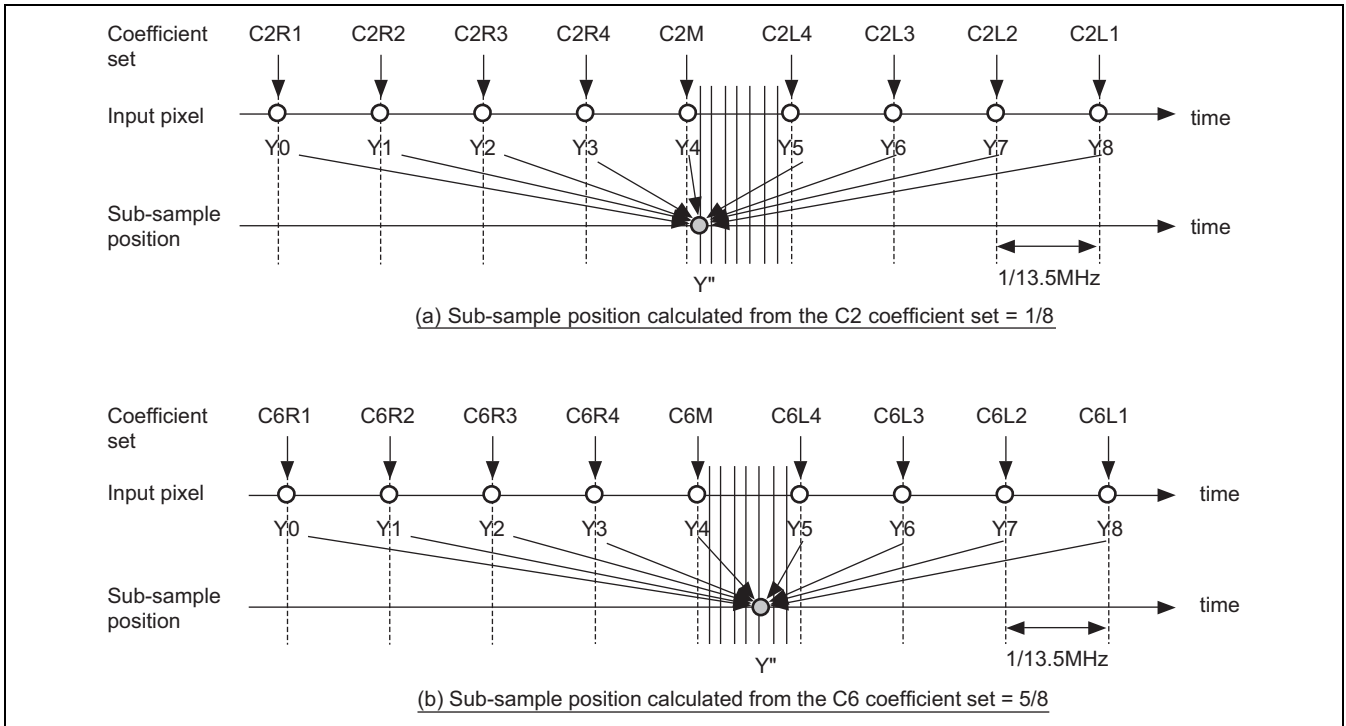 Coefficient set C2R1 C2R2 C2R3 C2R4 C2M C2L4 C2L3 C2L2 C2L1
Input pixel time
Y0 Y1 Y2 Y3 Y4 Y5 Y6 Y7 Y8
Sub-sample position time
1/13.5MHz
Y"
(a) Sub-sample position calculated from the C2 coefficient set = 1/8
Coefficient set C6R1 C6R2 C6R3 C6R4 C6M C6L4 C6L3 C6L2 C6L1
Input pixel time
Y0 Y1 Y2 Y3 Y4 Y5 Y6 Y7 Y8
Sub-sample position time
1/13.5MHz
Y"
(b) Sub-sample position calculated from the C6 coefficient set = 5/8